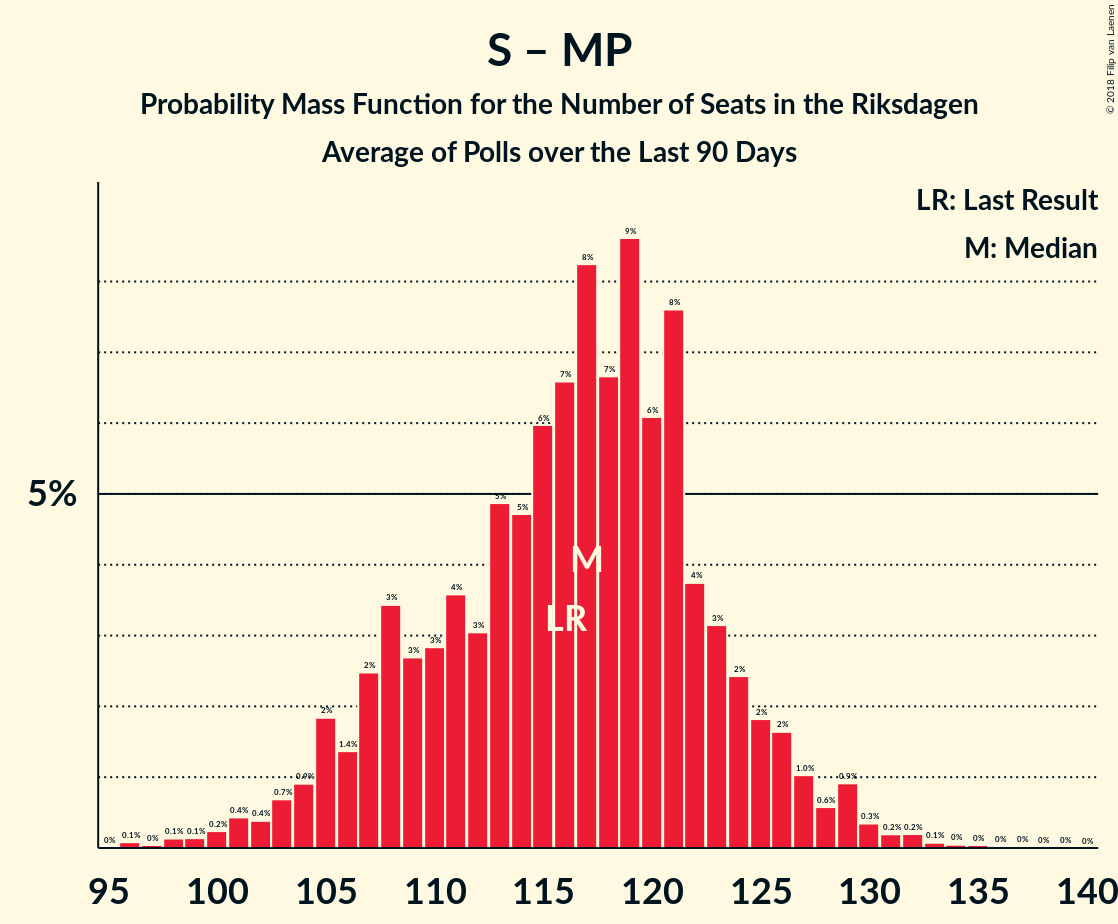 S – MP
Probability Mass Function for the Number of Seats in the Riksdagen
Average of Polls over the Last 90 Days
© 2018 Filip van Laenen
LR: Last Result
M: Median
5%
0% 0.1% 0% 0.1% 0.1% 0.2% 0.4% 0.4% 0.7% 0.9% 2% 1.4% 2% 3% 3% 3% 4% 3% 5% 5% 6% 7% 8% 7% 9% 6% 8% 4% 3% 2% 2% 2% 1.0% 0.6% 0.9% 0.3% 0.2% 0.2% 0.1% 0% 0% 0% 0% 0% 0% 0%
M
LR
95 100 105 110 115 120 125 130 135 140